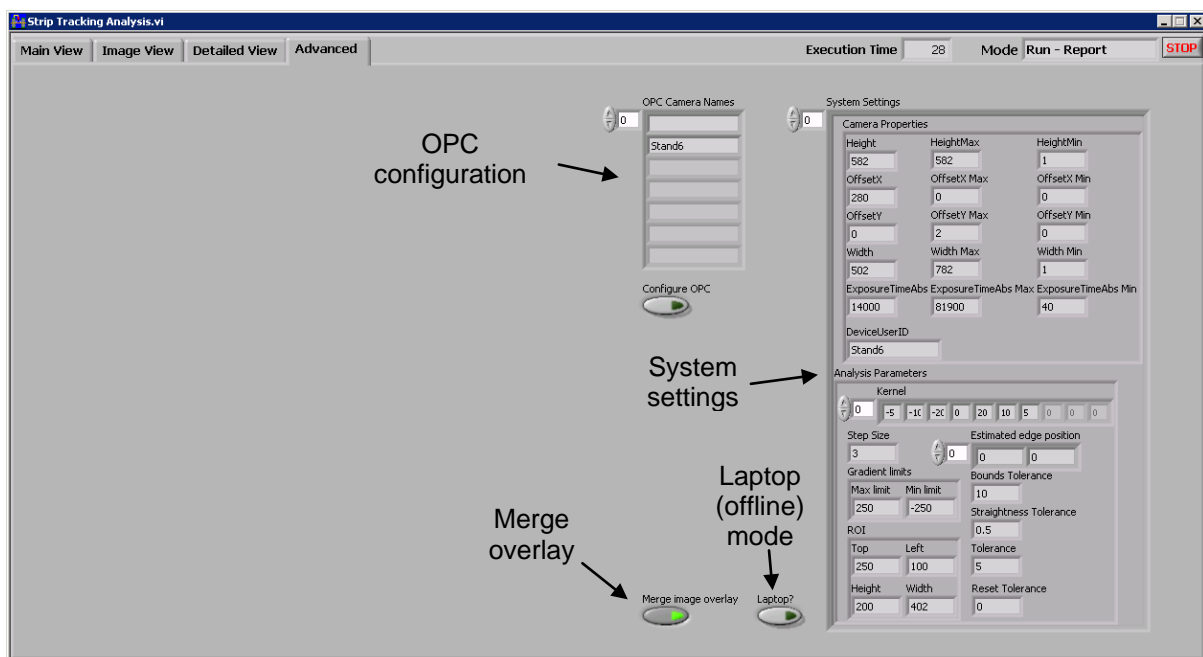 Strip Tracking Analysis.vi
Main View Image View Detailed View Advanced Execution Time 28 Mode Run - Report STOP
OPC Camera Names
0
Stand6
OPC
configuration
Configure OPC
System Settings
0
Camera Properties
Height HeightMax HeightMin
582 582 1
OffsetX OffsetX Max OffsetX Min
280 0 0
OffsetY OffsetY Max OffsetY Min
0 2 0
Width Width Max Width Min
502 782 1
ExposureTimeAbs ExposureTimeAbs Max ExposureTimeAbs Min
14000 81900 40
DeviceUserID
Stand6
System
settings
Analysis Parameters
Kernel
0 -5 -10 -20 0 20 10 5 0 0 0
Step Size Estimated edge position
3 0 0 0
Gradient limits Bounds Tolerance
Max limit Min limit 10
250 -250 Straightness Tolerance
ROI 0.5
Top Left Tolerance
250 100 5
Height Width Reset Tolerance
200 402 0
Laptop
(offline)
mode
Merge
overlay
Merge image overlay Laptop?